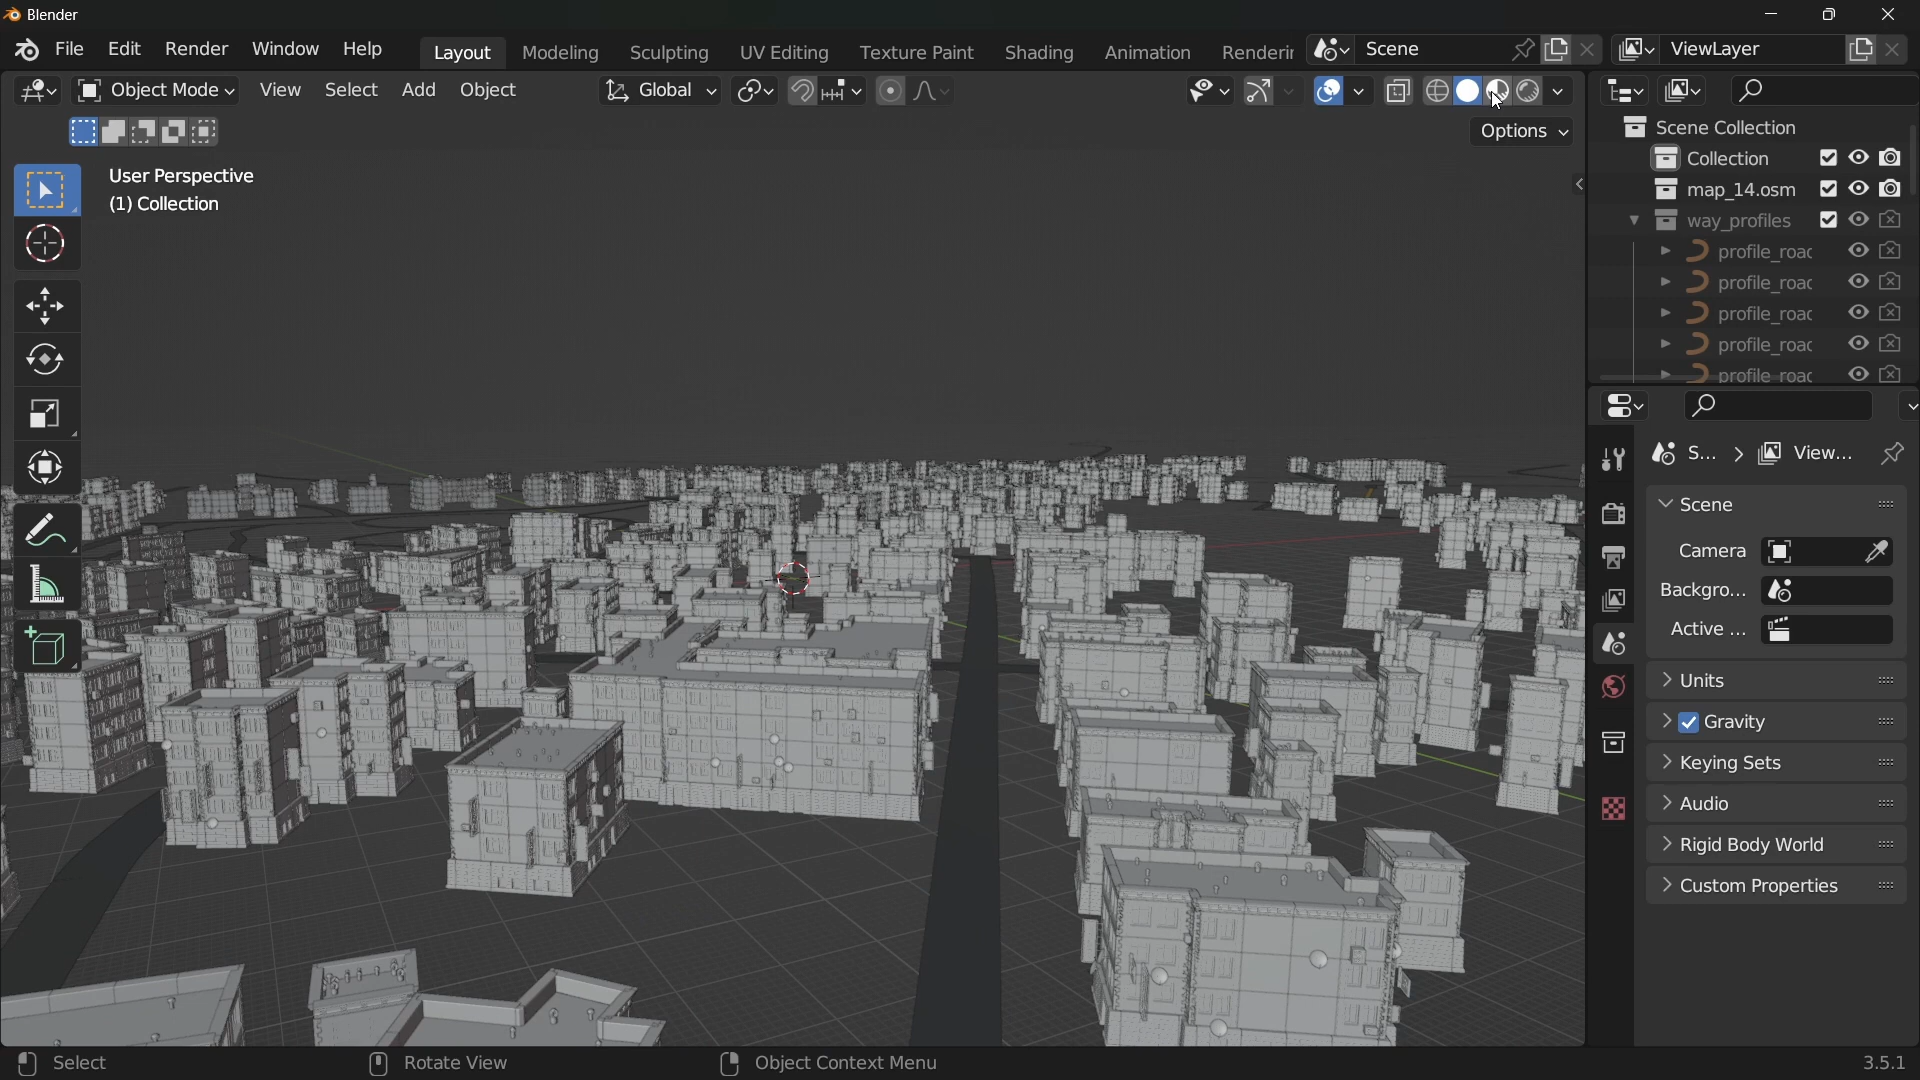 Blender
File Edit Render Window Help
Layout Modeling Sculpting UV Editing Texture Paint Shading Animation Renderin
Scene
ViewLayer
Object Mode View Select Add Object
Global
Options
User Perspective
(1) Collection
Scene Collection
Collection
map_14.osm
way_profiles
profile_roac
profile_roac
profile_roac
profile_roac
profile_roac
S... View...
Scene
Camera
Backgro...
Active ...
Units
Gravity
Keying Sets
Audio
Rigid Body World
Custom Properties
Select
Rotate View
Object Context Menu
3.5.1